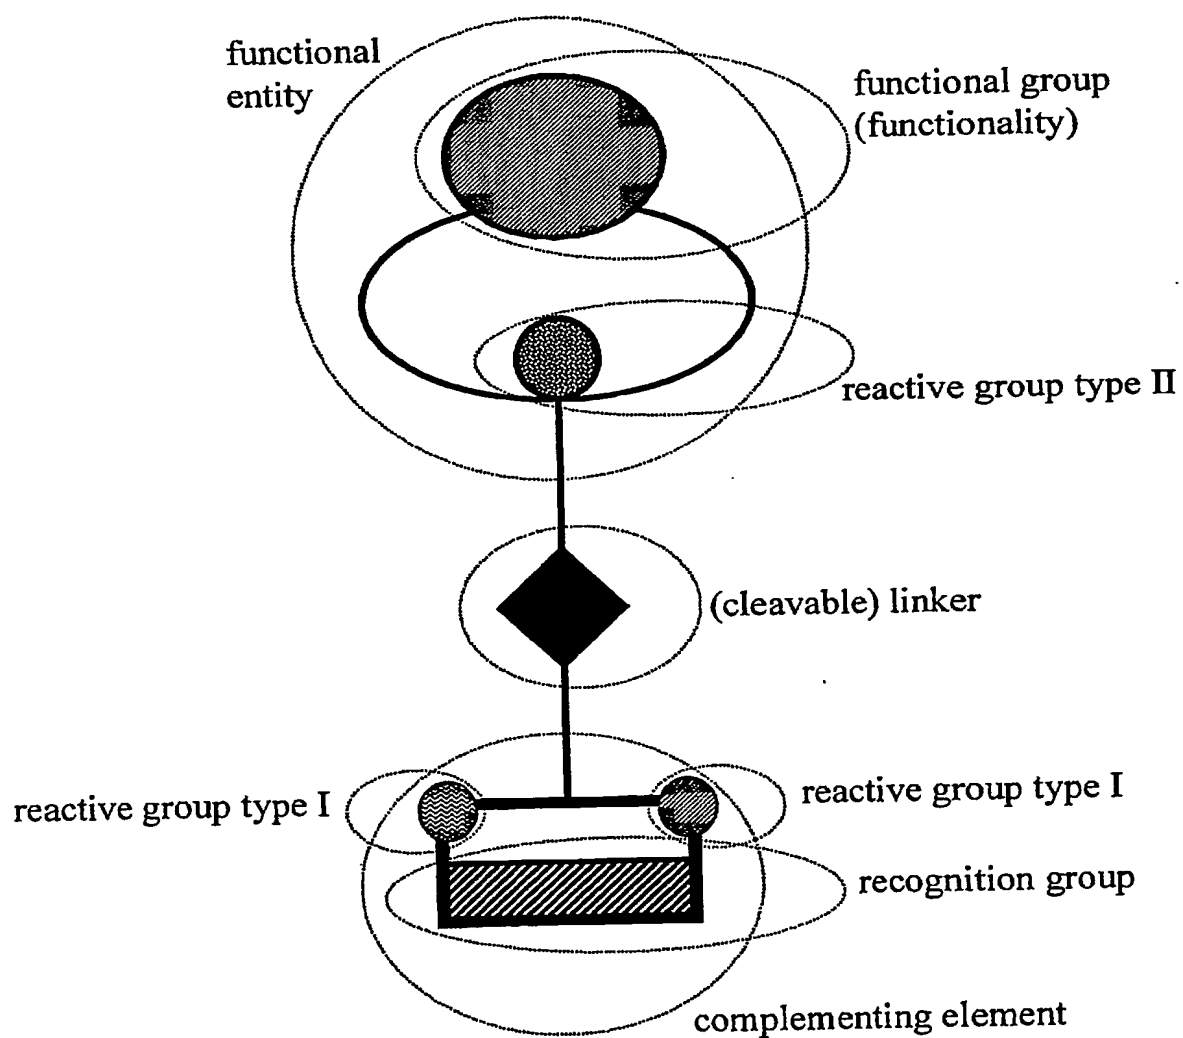 functional
entity
functional group
(functionality)
reactive group type II
(cleavable) linker
reactive group type I
reactive group type I
recognition group
complementing element